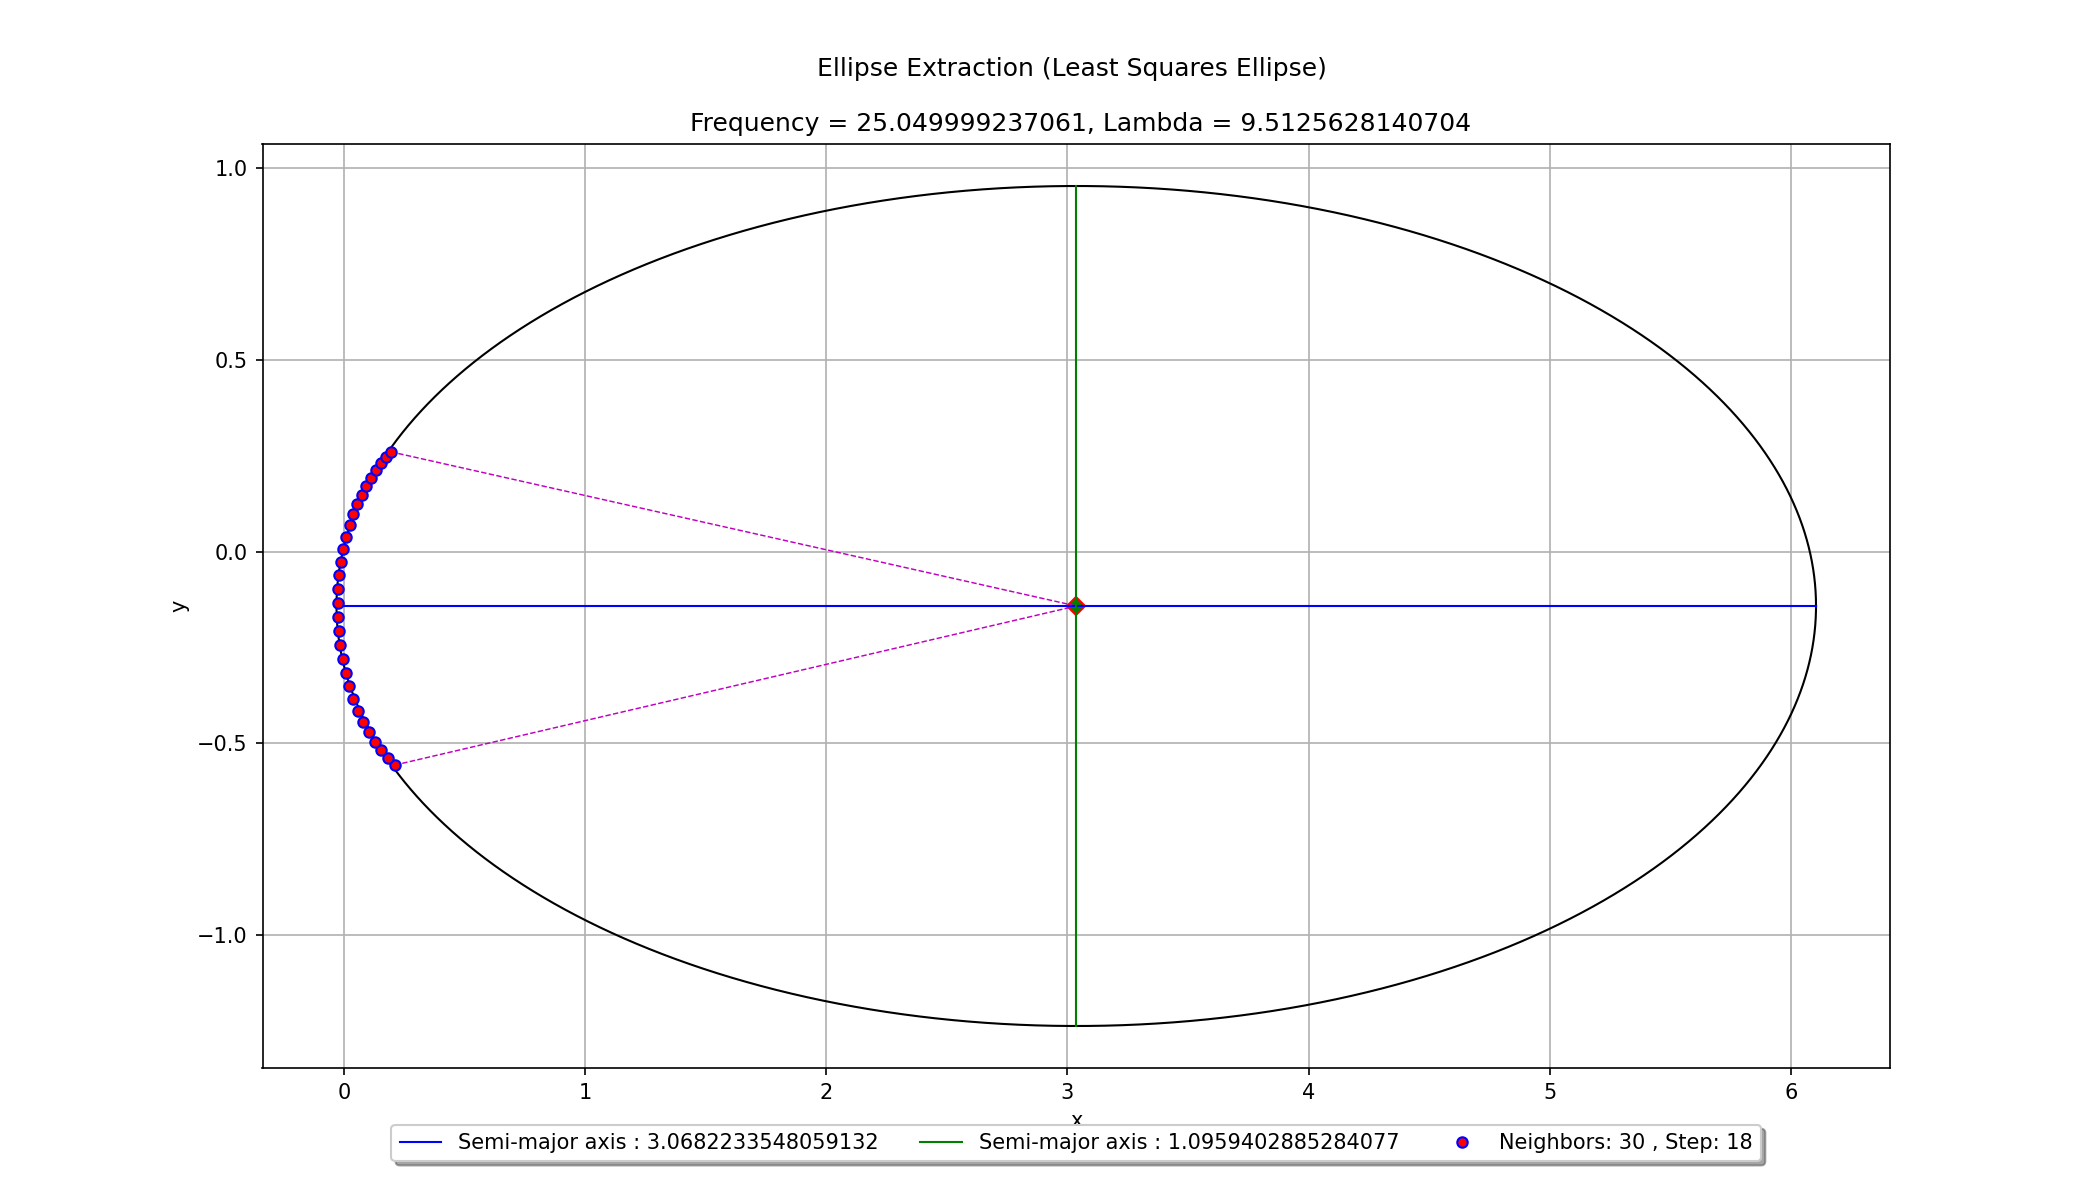 Ellipse Extraction (Least Squares Ellipse)
Frequency = 25.049999237061, Lambda = 9.5125628140704
1.0
0.5
0.0
−0.5
−1.0
y
0 1 2 3 4 5 6
x
Semi-major axis : 3.0682233548059132 Semi-major axis : 1.0959402885284077 Neighbors: 30 , Step: 18